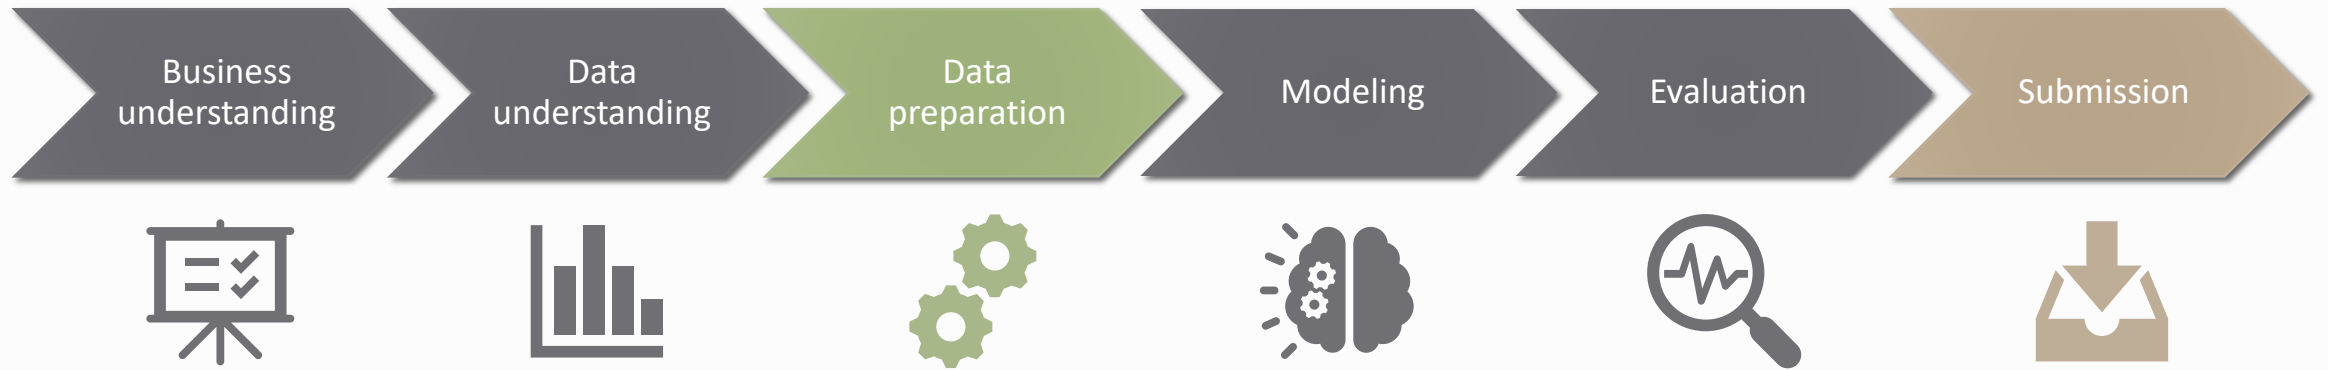 Business
understanding
Data
understanding
Data
preparation
Modeling
Evaluation
Submission